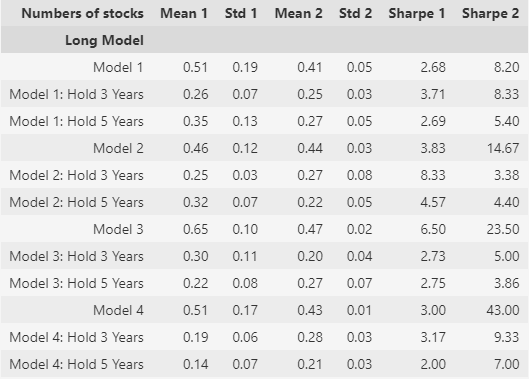 Numbers of stocks Mean 1 Std 1 Mean 2 Std 2 Sharpe 1 Sharpe 2
Long Model
Model 1 0.51 0.19 0.41 0.05 2.68 8.20
Model 1: Hold 3 Years 0.26 0.07 0.25 0.03 3.71 8.33
Model 1: Hold 5 Years 0.35 0.13 0.27 0.05 2.69 5.40
Model 2 0.46 0.12 0.44 0.03 3.83 14.67
Model 2: Hold 3 Years 0.25 0.03 0.27 0.08 8.33 3.38
Model 2: Hold 5 Years 0.32 0.07 0.22 0.05 4.57 4.40
Model 3 0.65 0.10 0.47 0.02 6.50 23.50
Model 3: Hold 3 Years 0.30 0.11 0.20 0.04 2.73 5.00
Model 3: Hold 5 Years 0.22 0.08 0.27 0.07 2.75 3.86
Model 4 0.51 0.17 0.43 0.01 3.00 43.00
Model 4: Hold 3 Years 0.19 0.06 0.28 0.03 3.17 9.33
Model 4: Hold 5 Years 0.14 0.07 0.21 0.03 2.00 7.00